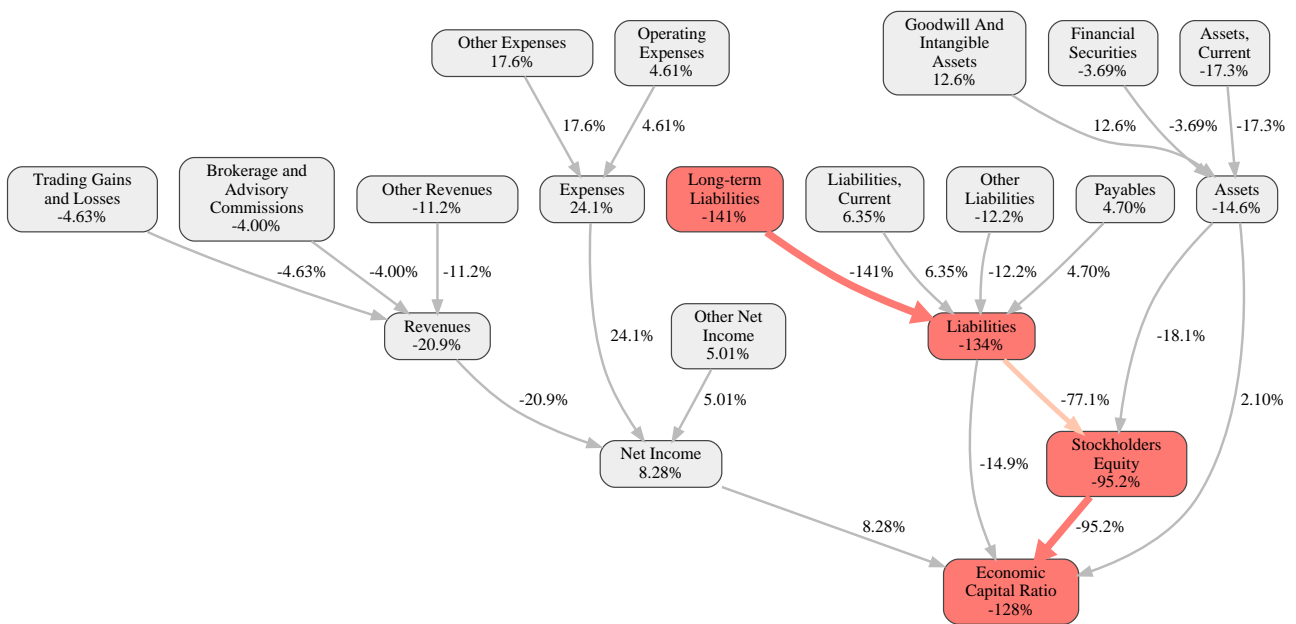 Other Expenses
17.6%
Operating
Expenses
4.61%
Goodwill And
Intangible
Assets
12.6%
Financial
Securities
-3.69%
Assets,
Current
-17.3%
17.6%
4.61%
12.6%
-3.69%
-17.3%
Trading Gains
and Losses
-4.63%
Brokerage and
Advisory
Commissions
-4.00%
Other Revenues
-11.2%
Expenses
24.1%
Long-term
Liabilities
-141%
Liabilities,
Current
6.35%
Other
Liabilities
-12.2%
Payables
4.70%
Assets
-14.6%
-4.63%
-4.00%
-11.2%
-141%
6.35%
-12.2%
4.70%
Revenues
-20.9%
24.1%
Other Net
Income
5.01%
Liabilities
-134%
-18.1%
-20.9%
5.01%
-77.1%
2.10%
Net Income
8.28%
-14.9%
Stockholders
Equity
-95.2%
8.28%
-95.2%
Economic
Capital Ratio
-128%